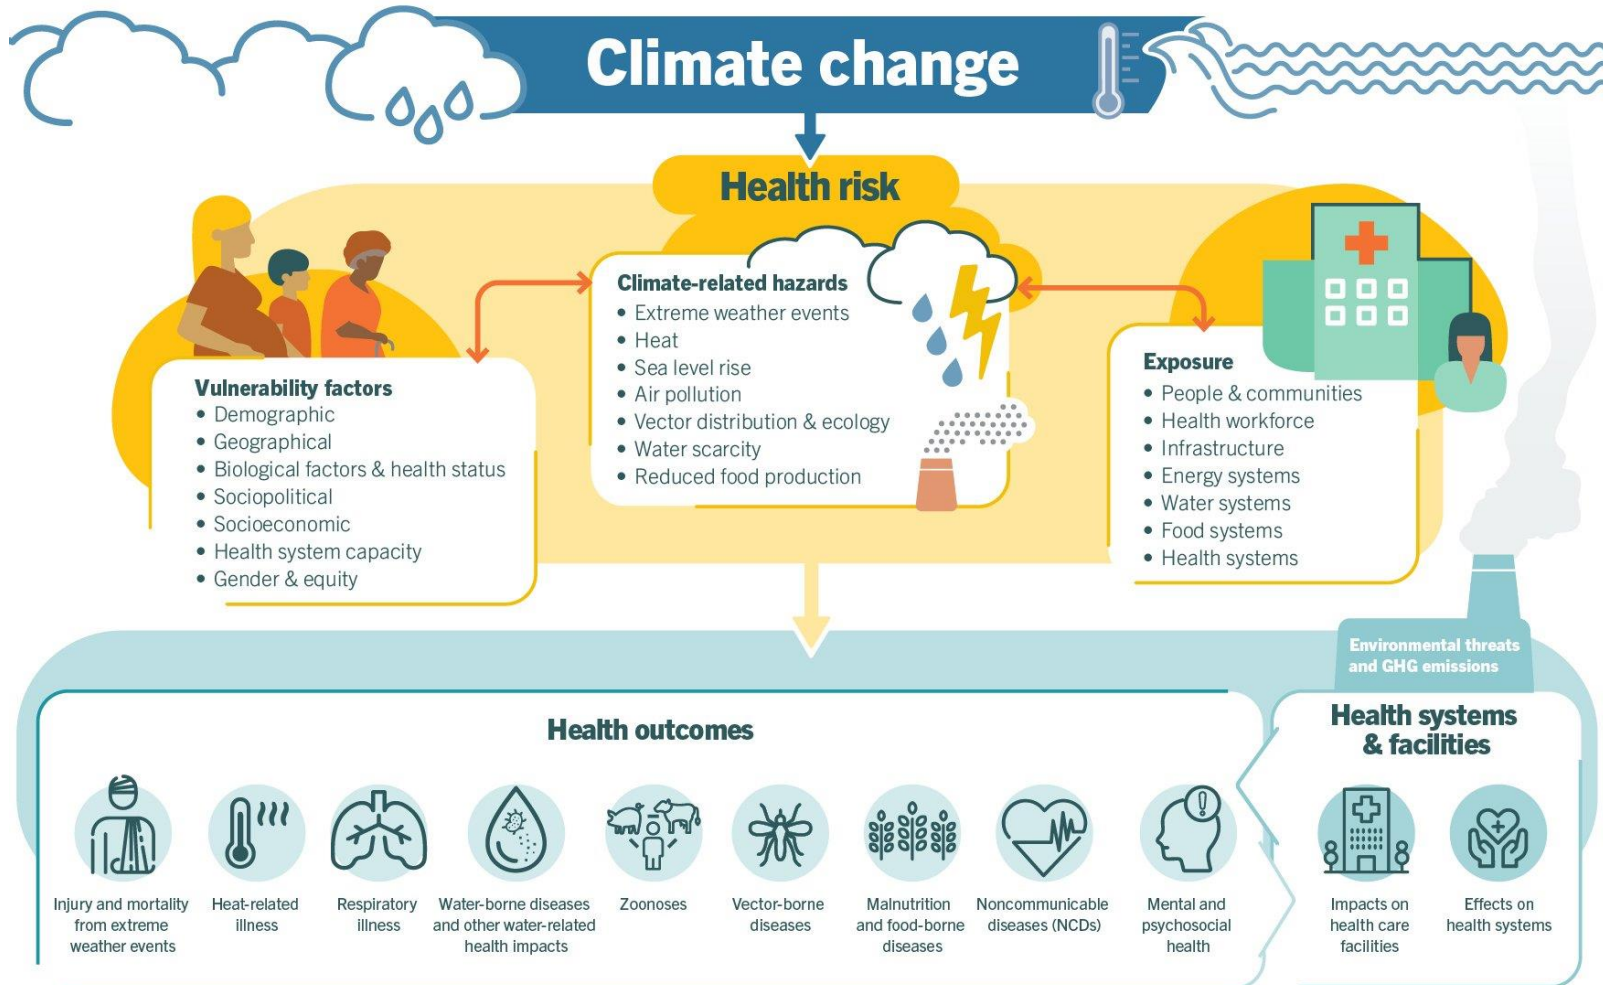 Climate change
Health risk
Climate-related hazards
• Extreme weather events
• Heat
• Sea level rise
• Air pollution
• Vector distribution & ecology
• Water scarcity
• Reduced food production
Vulnerability factors
• Demographic
• Geographical
• Biological factors & health status
• Sociopolitical
• Socioeconomic
• Health system capacity
• Gender & equity
Exposure
• People & communities
• Health workforce
• Infrastructure
• Energy systems
• Water systems
• Food systems
• Health systems
Environmental threats
and GHG emissions
Health outcomes
Injury and mortality
from extreme
weather events
Heat-related
illness
Respiratory
illness
Water-borne diseases
and other water-related
health impacts
Zoonoses
Vector-borne
diseases
Malnutrition
and food-borne
diseases
Noncommunicable
diseases (NCDs)
Mental and
psychosocial
health
Health systems
& facilities
Impacts on
health care
facilities
Effects on
health systems